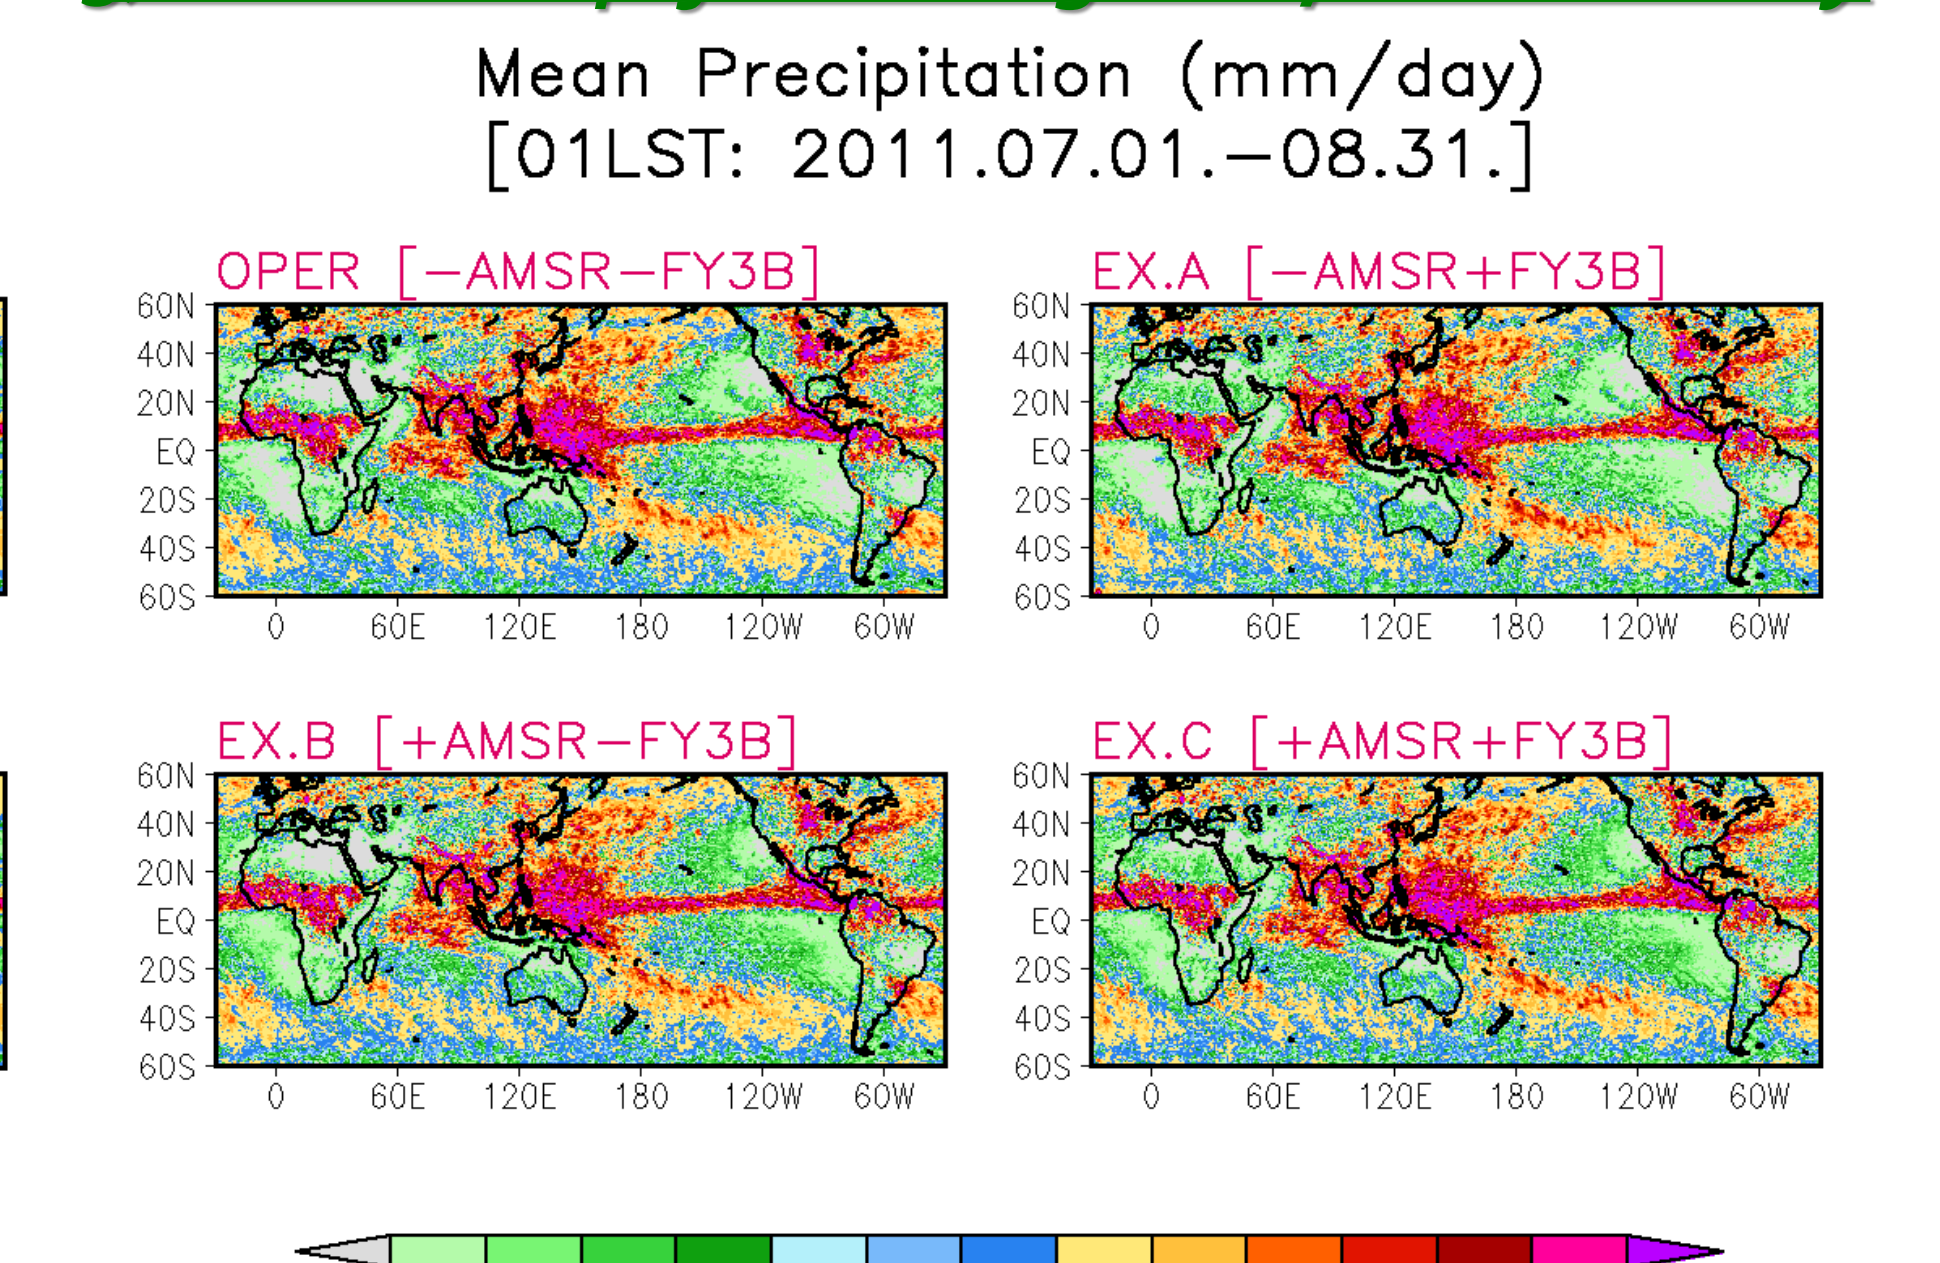 Mean Precipitation (mm/day)
[01LST: 2011.07.01.−08.31.]
OPER [−AMSR−FY3B]
60N
40N
20N
EQ
20S
40S
60S
0 60E 120E 180 120W 60W
EX.A [−AMSR+FY3B]
60N
40N
20N
EQ
20S
40S
60S
0 60E 120E 180 120W 60W
EX.B [+AMSR−FY3B]
60N
40N
20N
EQ
20S
40S
60S
0 60E 120E 180 120W 60W
EX.C [+AMSR+FY3B]
60N
40N
20N
EQ
20S
40S
60S
0 60E 120E 180 120W 60W